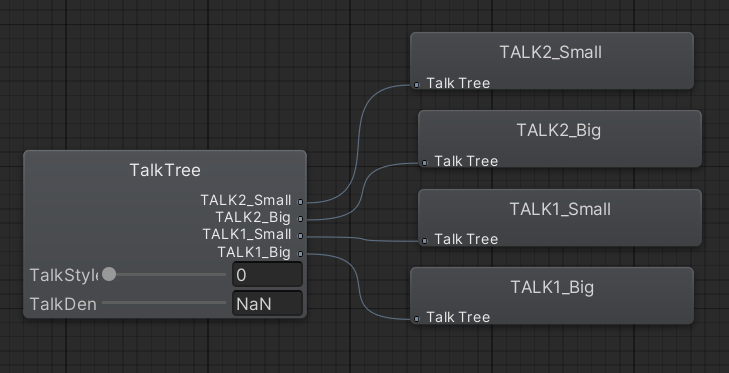 TalkTree
TALK2_Small
TALK2_Big
TALK1_Small
TALK1_Big
TalkStyle 0
TalkDen NaN
TALK2_Small
Talk Tree
TALK2_Big
Talk Tree
TALK1_Small
Talk Tree
TALK1_Big
Talk Tree